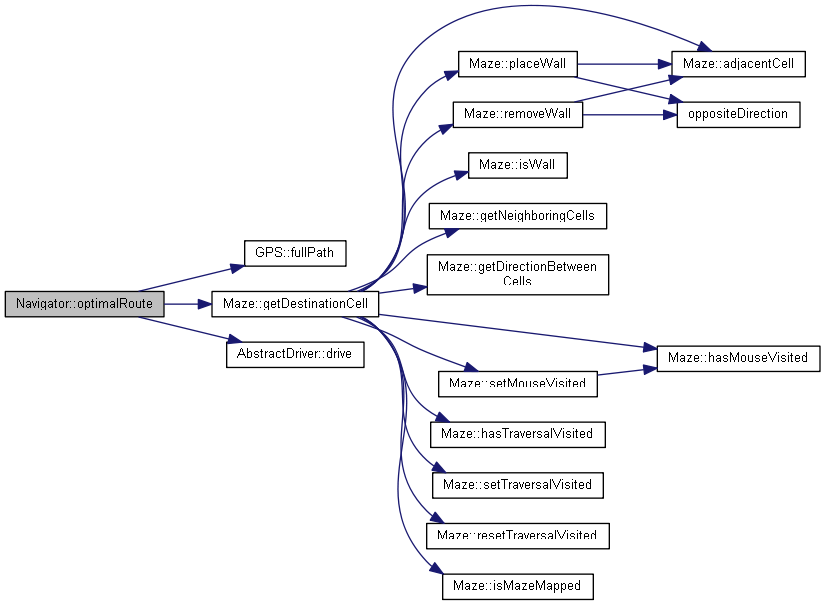 Maze::placeWall
Maze::adjacentCell
Maze::removeWall
oppositeDirection
Maze::isWall
Maze::getNeighboringCells
GPS::fullPath
Maze::getDirectionBetween
Cells
Navigator::optimalRoute
Maze::getDestinationCell
AbstractDriver::drive
Maze::hasMouseVisited
Maze::setMouseVisited
Maze::hasTraversalVisited
Maze::setTraversalVisited
Maze::resetTraversalVisited
Maze::isMazeMapped